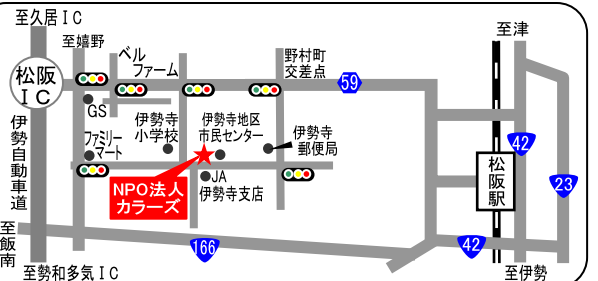 至久居IC
至嬉野
ベル
ファーム
野村町
交差点
至津
松阪
IC
59
GS
伊勢寺
小学校
伊勢寺地区
市民センター
伊勢寺
郵便局
ファミリー
マート
伊勢自動車道
JA
伊勢寺支店
NPO法人
カラーズ
松阪駅
42
23
至飯南
166
42
至勢和多気IC
至伊勢